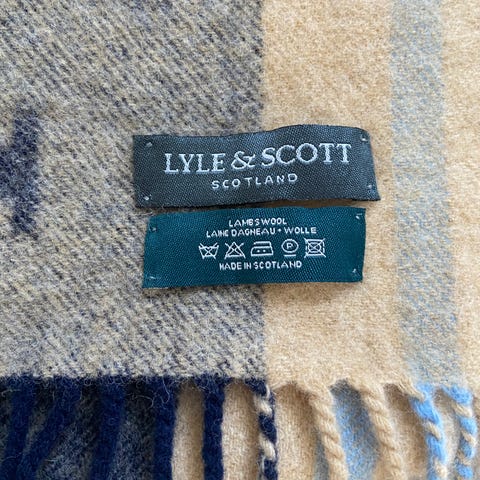 LYLE & SCOTT
SCOTLAND
LAMBSWOOL
LAINE DAGNEAU • WOLLE
P
MADE IN SCOTLAND